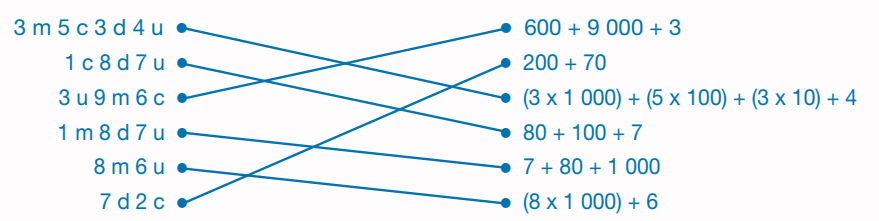 3 m 5 c 3 d 4 u 600 + 9 000 + 3
1 c 8 d 7 u 200 + 70
3 u 9 m 6 c (3 x 1 000) + (5 x 100) + (3 x 10) + 4
1 m 8 d 7 u 80 + 100 + 7
8 m 6 u 7 + 80 + 1 000
7 d 2 c (8 x 1 000) + 6